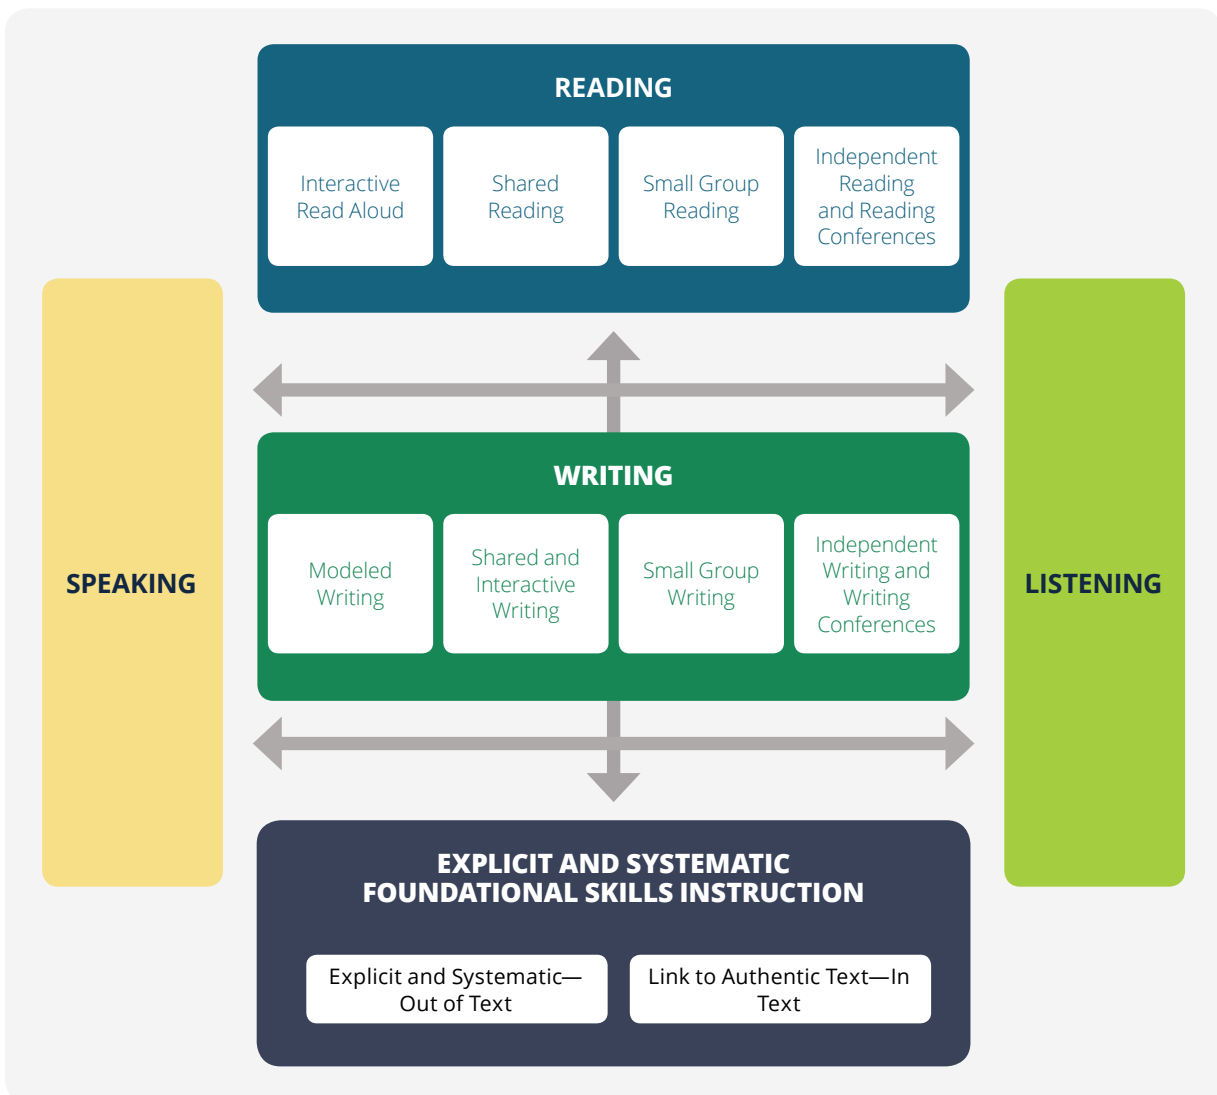 READING
Interactive
Read Aloud
Shared
Reading
Small Group
Reading
Independent
Reading
and Reading
Conferences
SPEAKING
WRITING
Modeled
Writing
Shared and
Interactive
Writing
Small Group
Writing
Independent
Writing and
Writing
Conferences
LISTENING
EXPLICIT AND SYSTEMATIC
FOUNDATIONAL SKILLS INSTRUCTION
Explicit and Systematic—
Out of Text
Link to Authentic Text—In
Text